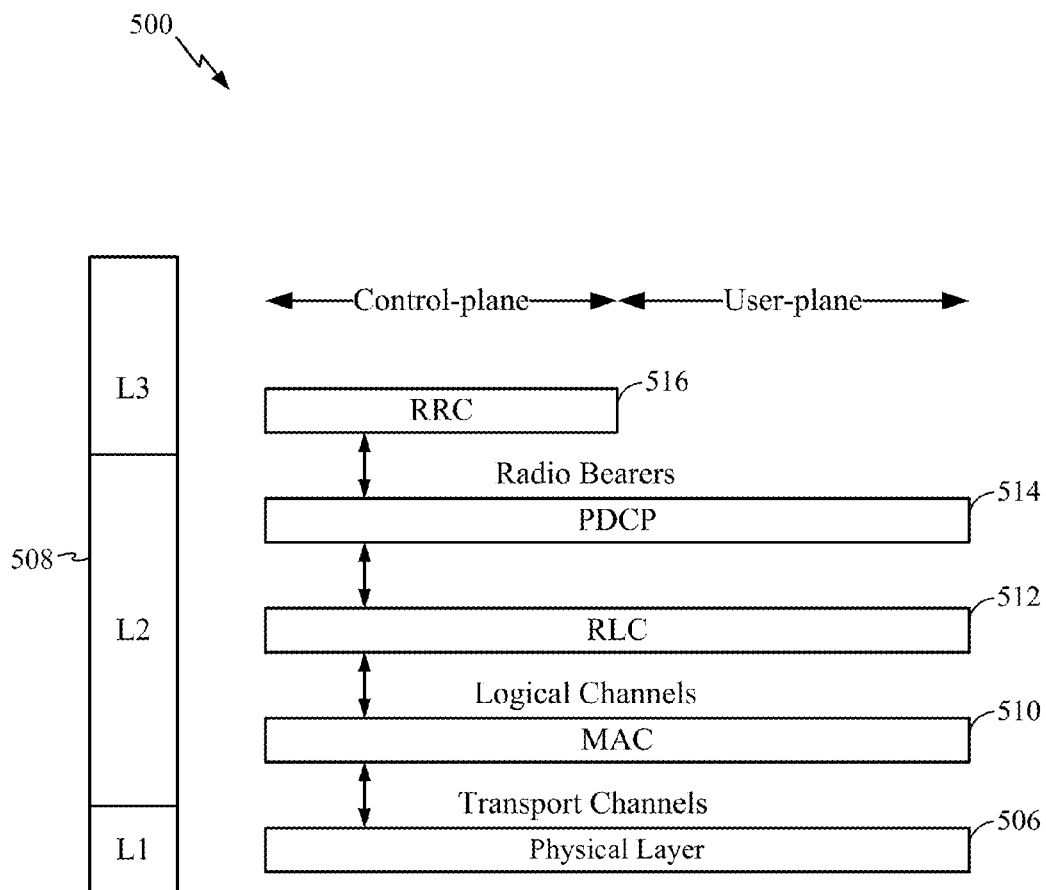 500
Control-plane
User-plane
L3
516
RRC
Radio Bearers
514
PDCP
508
512
L2
RLC
Logical Channels
510
MAC
Transport Channels
506
L1
Physical Layer